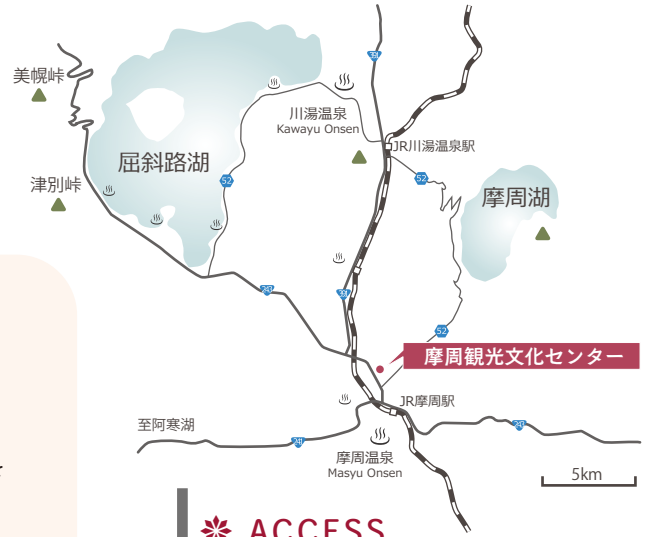 391
美幌峠
川湯温泉
Kawayu Onsen
JR川湯温泉駅
屈斜路湖
52
52
津別峠
摩周湖
243
391
52
摩周観光文化センター
JR摩周駅
至阿寒湖
241
243
摩周温泉
Masyu Onsen
5km
ACCESS